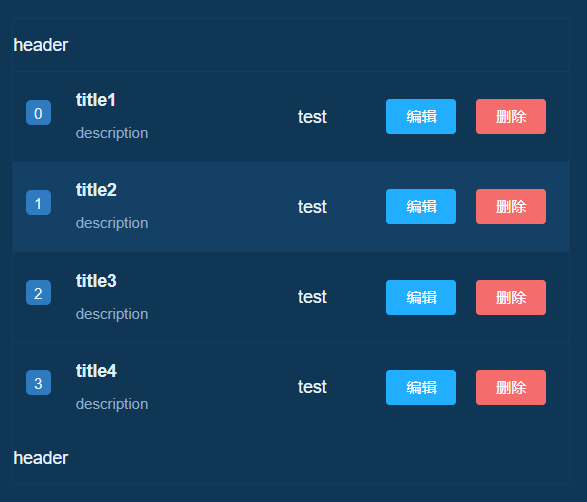 header
title1
0 test 编辑 删除
description
title2
1 test 编辑 删除
description
title3
2 test 编辑 删除
description
title4
3 test 编辑 删除
description
header